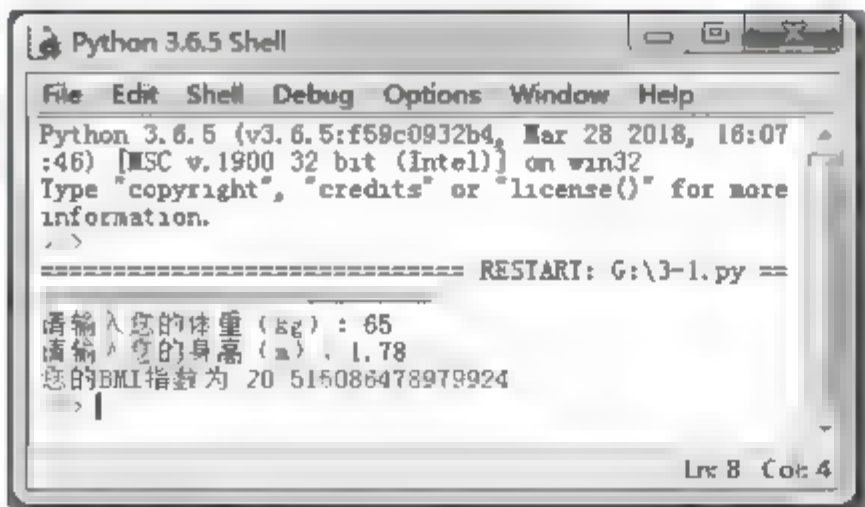 Python 3.6.5 Shell
File Edit Shell Debug Options Window Help
Python 3.6.5 (v3.6.5:f59c0932b4, Mar 28 2018, 16:07
:46) [MSC v.1900 32 bit (Intel)] on win32
Type "copyright", "credits" or "license()" for more
information.
>
============================== RESTART: G:\3-1.py ==
请输入您的体重(kg):65
请输入您的身高(m):1.78
您的BMI指数为 20.515086478979924
>
Ln: 8 Col: 4